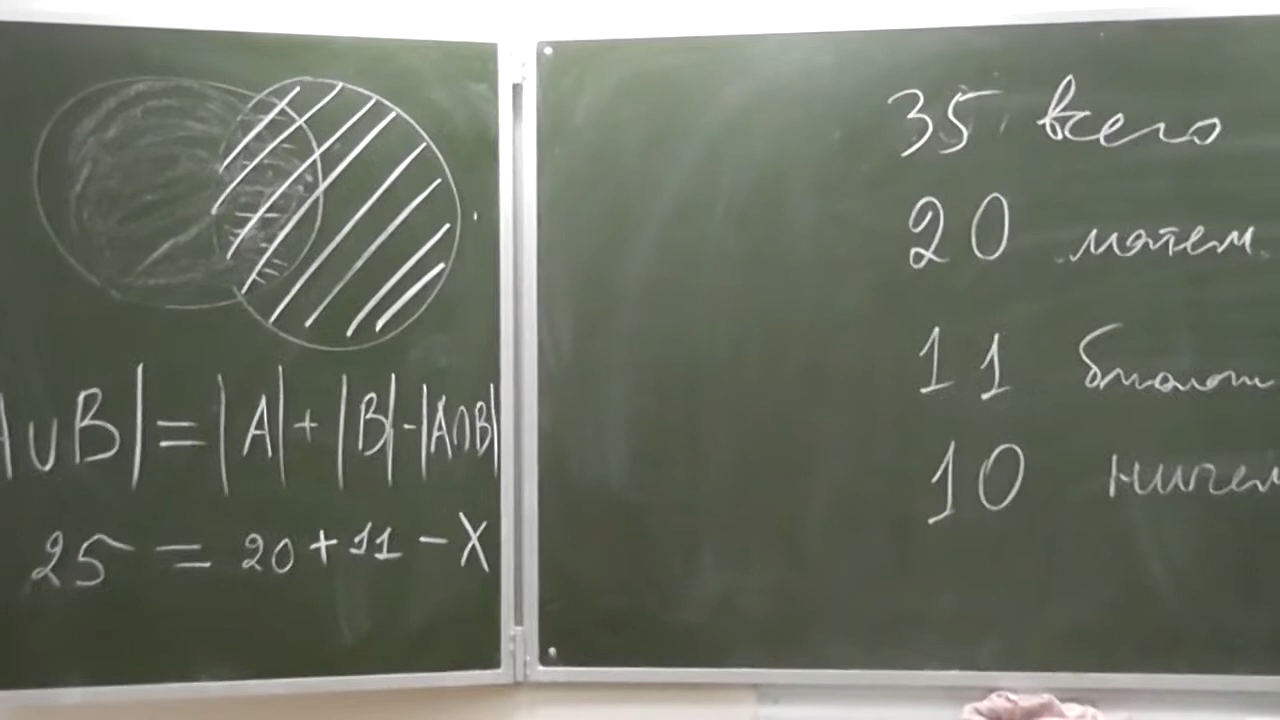 ∪B| = |A| + |B| - |A∩B|
25 = 20 + 11 - X
35 всего
20 матем.
11 биолог
10 ничем